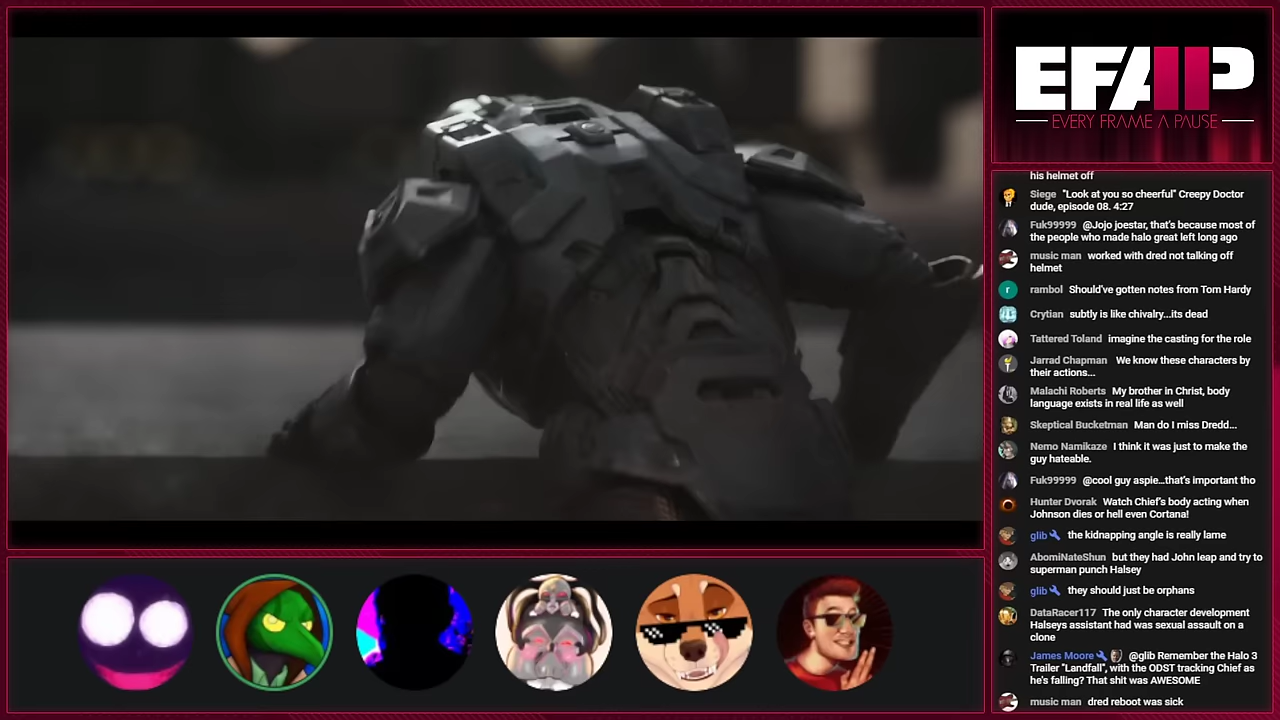 EFAP
EVERY FRAME A PAUSE
his helmet off
Siege "Look at you so cheerful" Creepy Doctor
dude, episode 08. 4:27
Fuk99999 @Jojo joestar, that's because most of
the people who made halo great left long ago
music man worked with dred not talking off
helmet
r rambol Should've gotten notes from Tom Hardy
Crytian subtly is like chivalry...its dead
Tattered Toland imagine the casting for the role
Jarrad Chapman We know these characters by
their actions...
Malachi Roberts My brother in Christ, body
language exists in real life as well
Skeptical Bucketman Man do I miss Dredd...
Nemo Namikaze I think it was just to make the
guy hateable.
Fuk99999 @cool guy aspie...that's important tho
Hunter Dvorak Watch Chief's body acting when
Johnson dies or hell even Cortana!
glib the kidnapping angle is really lame
AbomiNateShun but they had John leap and try to
superman punch Halsey
glib they should just be orphans
DataRacer117 The only character development
Halseys assistant had was sexual assault on a
clone
James Moore @glib Remember the Halo 3
Trailer "Landfall", with the ODST tracking Chief as
he's falling? That shit was AWESOME
music man dred reboot was sick